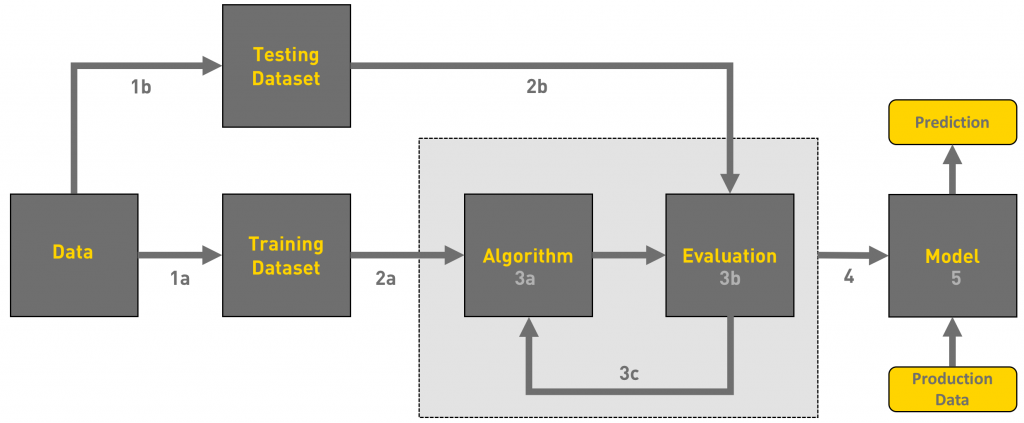 Testing
Dataset
1b
2b
Prediction
Data
1a
Training
Dataset
2a
Algorithm
3a
Evaluation
3b
3c
4
Model
5
Production
Data